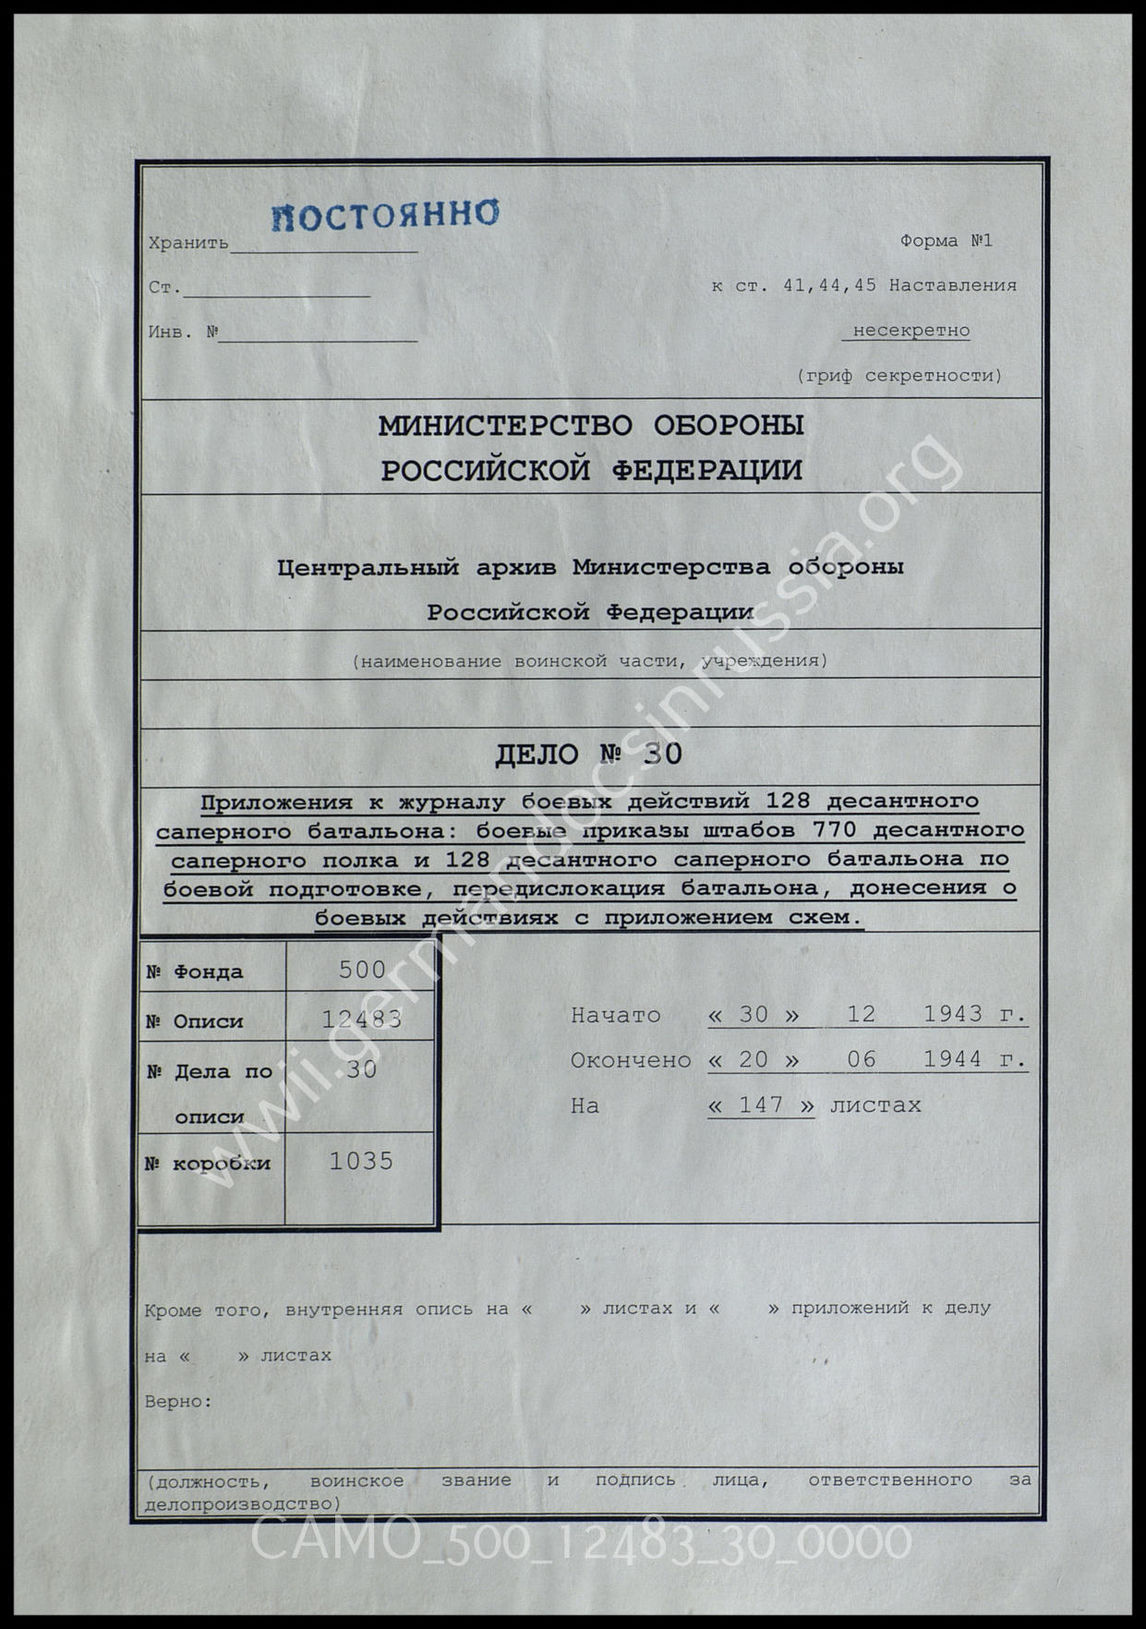 ПОСТОЯННО
Хранить
Форма №1
Ст.
к ст. 41,44,45 Наставления
Инв. №
несекретно
(гриф секретности)
МИНИСТЕРСТВО ОБОРОНЫ
РОССИЙСКОЙ ФЕДЕРАЦИИ
Центральный архив Министерства обороны
Российской Федерации
(наименование воинской части, учреждения)
ДЕЛО № 30
Приложения к журналу боевых действий 128 десантного
саперного батальона: боевые приказы штабов 770 десантного
саперного полка и 128 десантного саперного батальона по
боевой подготовке, передислокация батальона, донесения о
боевых действиях с приложением схем.
№ Фонда 500
№ Описи 12483
№ Дела по 30
описи
№ коробки 1035
Начато « 30 » 12 1943 г.
Окончено « 20 » 06 1944 г.
На « 147 » листах
Кроме того, внутренняя опись на « » листах и « » приложений к делу
на « » листах
Верно:
(должность, воинское звание и подпись лица, ответственного за
делопроизводство)
wwii.germandocsinrussia.org
CAMO_500_12483_30_0000